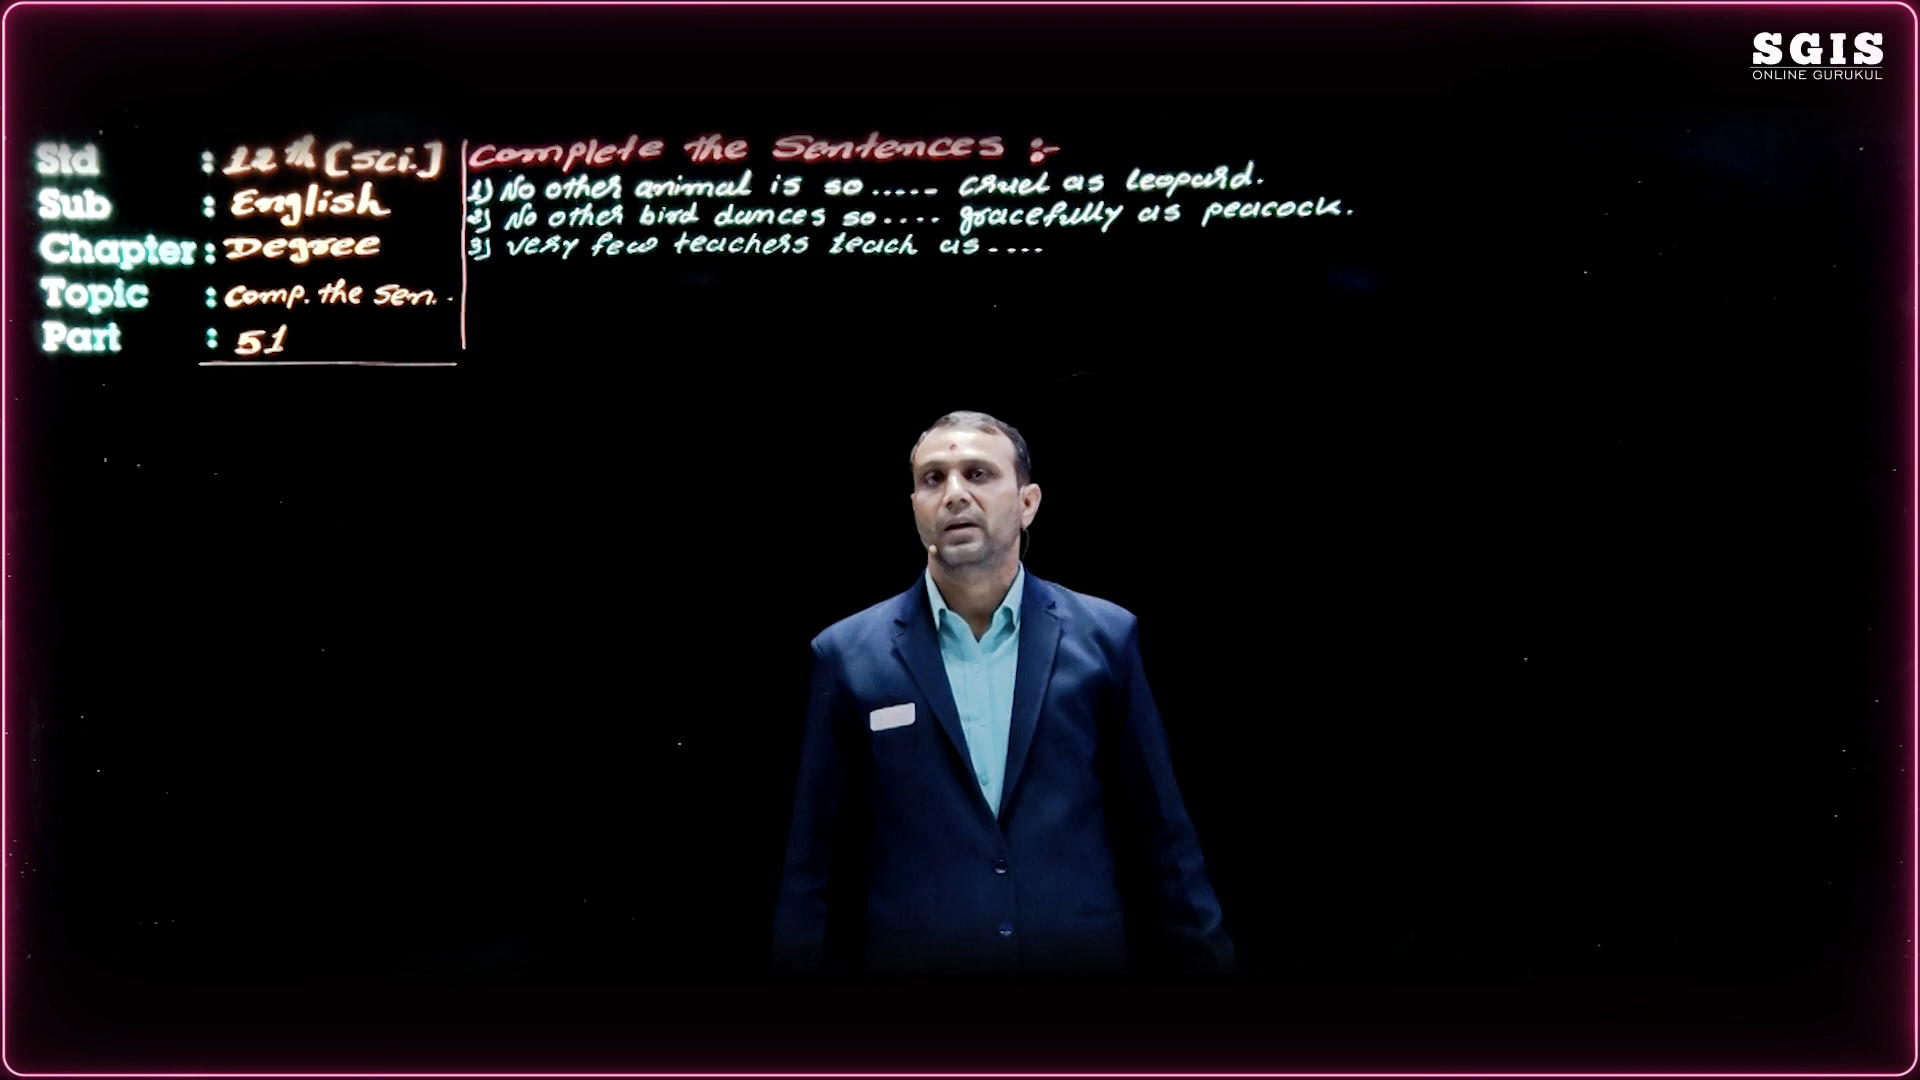 SGIS
ONLINE GURUKUL
Std : 12th [Sci.]
Sub : English
Chapter : Degree
Topic : Comp. the Sen.
Part : 51
Complete the Sentences :-
1) No other animal is so ..... cruel as leopard.
2) No other bird dances so .... gracefully as peacock.
3) Very few teachers teach as ....